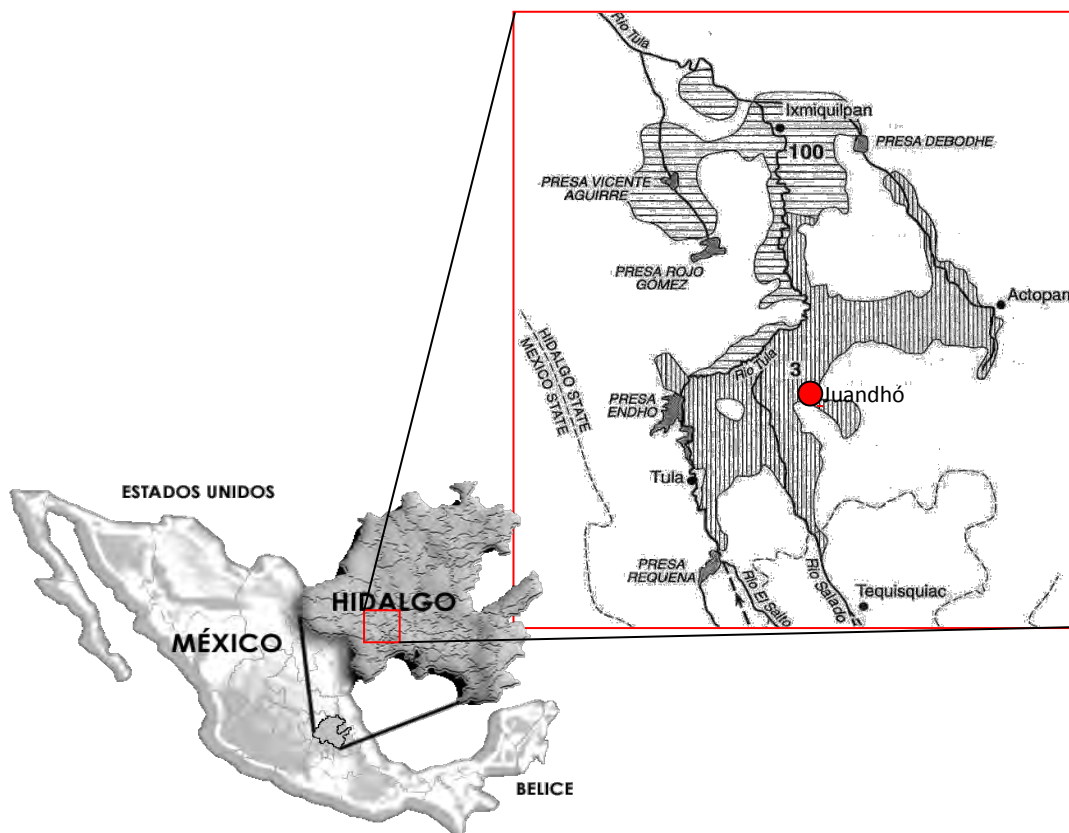 Río Tula
Ixmiquilpan
PRESA DEBODHE
100
PRESA VICENTE
AGUIRRE
PRESA ROJO
GÓMEZ
Actopan
HIDALGO STATE
MEXICO STATE
Río Tula
3
Juandhó
PRESA
ENDHO
Tula
PRESA
REQUENA
Río El Salto
Río Salado
Tequisquiac
ESTADOS UNIDOS
HIDALGO
MÉXICO
BELICE